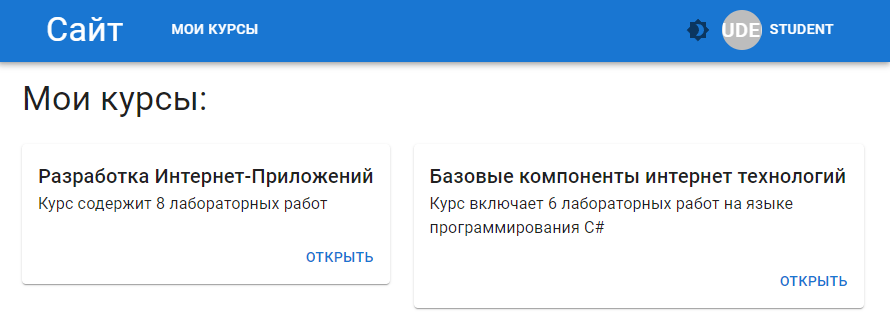 Сайт
МОИ КУРСЫ
UDE
STUDENT
Мои курсы:
Разработка Интернет-Приложений
Курс содержит 8 лабораторных работ
ОТКРЫТЬ
Базовые компоненты интернет технологий
Курс включает 6 лабораторных работ на языке
программирования C#
ОТКРЫТЬ